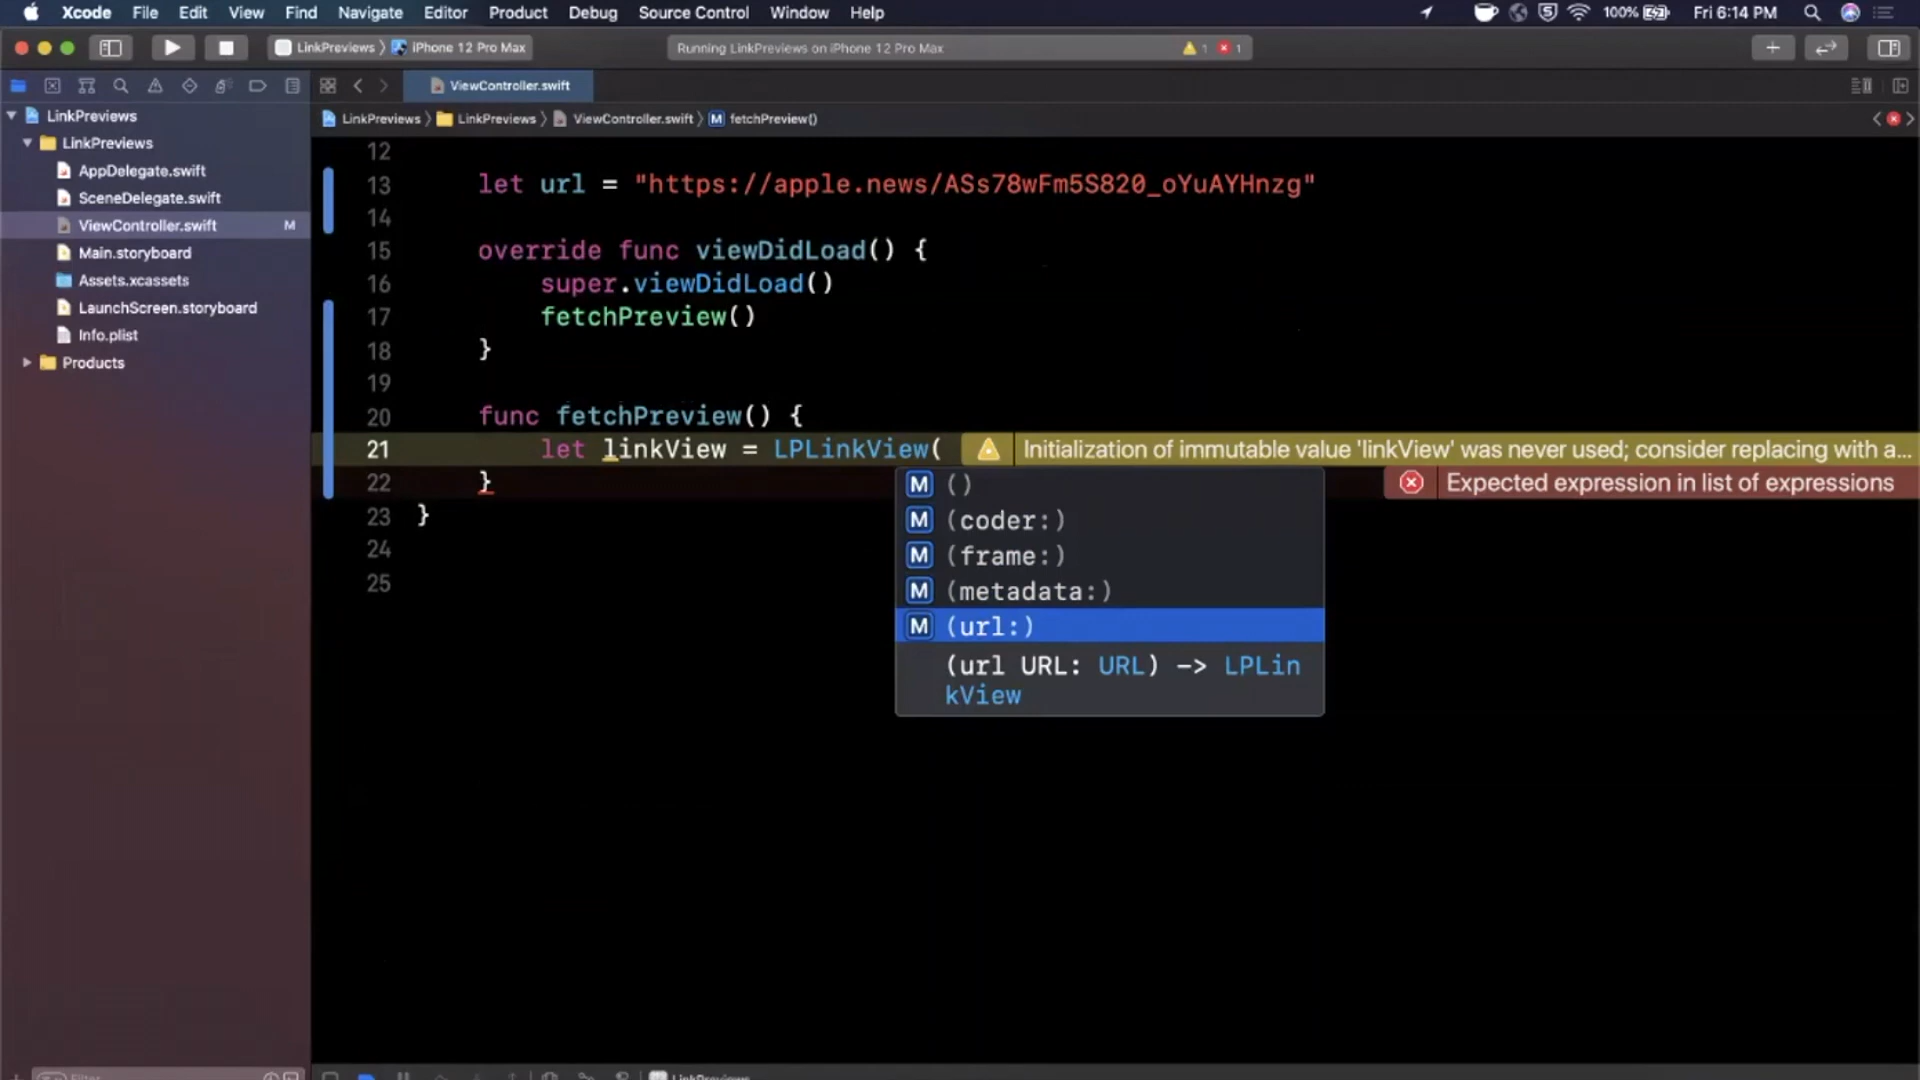 Xcode File Edit View Find Navigate Editor Product Debug Source Control Window Help 100% Fri 6:14 PM
LinkPreviews 〉 iPhone 12 Pro Max Running LinkPreviews on iPhone 12 Pro Max 1 1
ViewController.swift
LinkPreviews LinkPreviews 〉 LinkPreviews 〉 ViewController.swift 〉 M fetchPreview()
LinkPreviews
AppDelegate.swift
SceneDelegate.swift
ViewController.swift M
Main.storyboard
Assets.xcassets
LaunchScreen.storyboard
Info.plist
Products
12
13 let url = "https://apple.news/ASs78wFm5S820_oYuAYHnzg"
14
15 override func viewDidLoad() {
16 super.viewDidLoad()
17 fetchPreview()
18 }
19
20 func fetchPreview() {
21 let linkView = LPLinkView( Initialization of immutable value 'linkView' was never used; consider replacing with a...
22 } Expected expression in list of expressions
23 }
24
25
M ()
M (coder:)
M (frame:)
M (metadata:)
M (url:)
(url URL: URL) -> LPLin
kView
Filter LinkPreviews